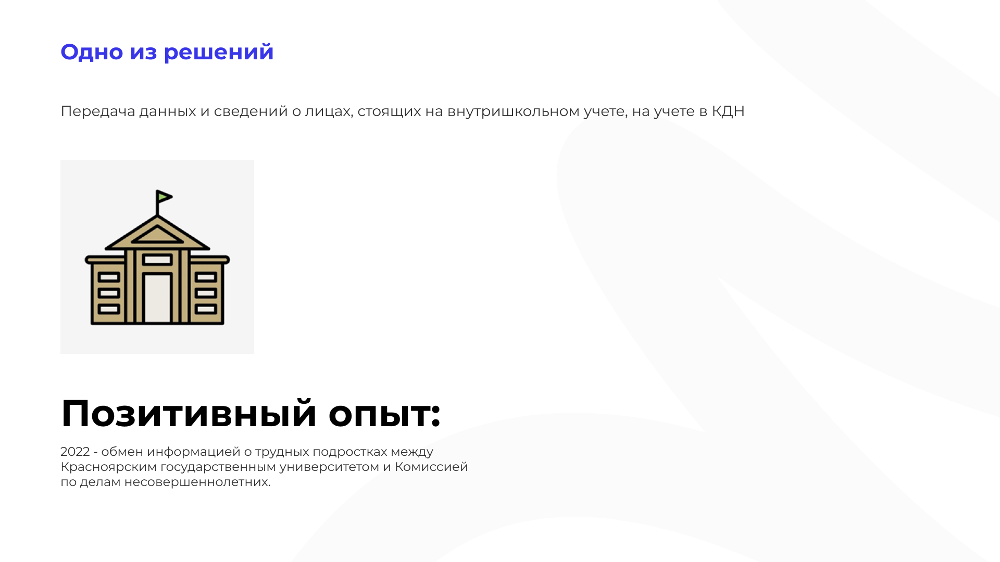 Одно из решений
Передача данных и сведений о лицах, стоящих на внутришкольном учете, на учете в КДН
Позитивный опыт:
2022 - обмен информацией о трудных подростках между
Красноярским государственным университетом и Комиссией
по делам несовершеннолетних.